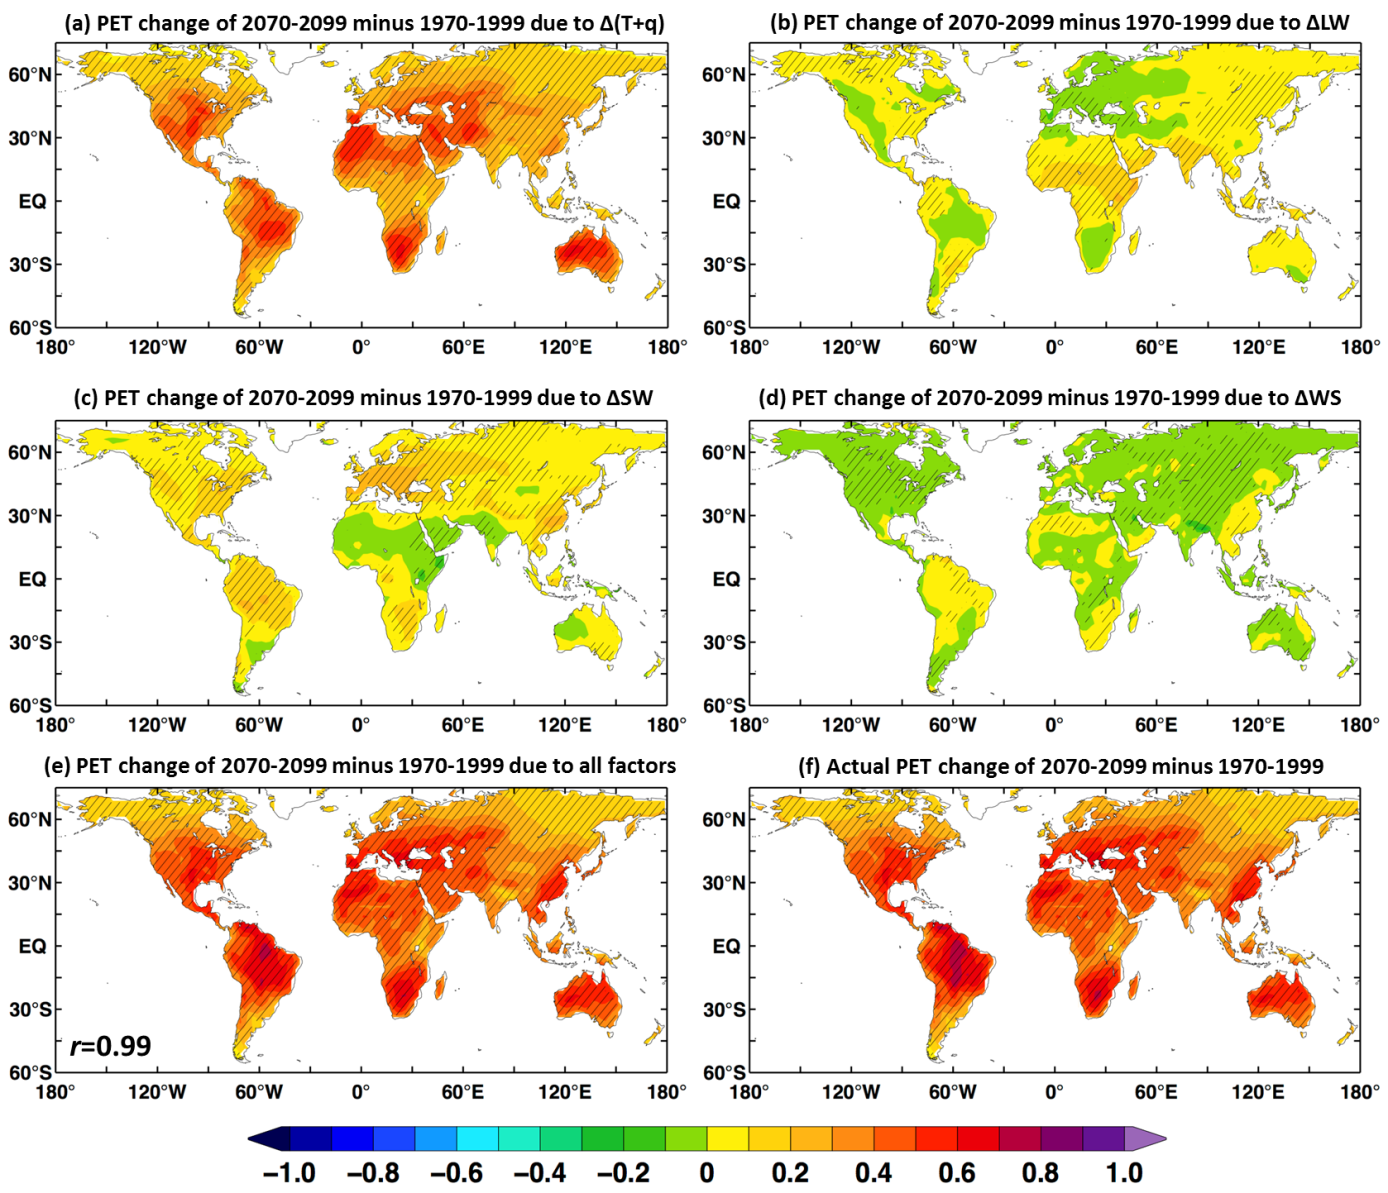 (a) PET change of 2070-2099 minus 1970-1999 due to Δ(T+q)
(b) PET change of 2070-2099 minus 1970-1999 due to ΔLW
60°N
30°N
EQ
30°S
60°S
180° 120°W 60°W 0° 60°E 120°E 180°
60°N
30°N
EQ
30°S
60°S
180° 120°W 60°W 0° 60°E 120°E 180°
(c) PET change of 2070-2099 minus 1970-1999 due to ΔSW
(d) PET change of 2070-2099 minus 1970-1999 due to ΔWS
60°N
30°N
EQ
30°S
60°S
180° 120°W 60°W 0° 60°E 120°E 180°
60°N
30°N
EQ
30°S
60°S
180° 120°W 60°W 0° 60°E 120°E 180°
(e) PET change of 2070-2099 minus 1970-1999 due to all factors
(f) Actual PET change of 2070-2099 minus 1970-1999
60°N
30°N
EQ
30°S
60°S
r=0.99
180° 120°W 60°W 0° 60°E 120°E 180°
60°N
30°N
EQ
30°S
60°S
180° 120°W 60°W 0° 60°E 120°E 180°
−1.0 −0.8 −0.6 −0.4 −0.2 0 0.2 0.4 0.6 0.8 1.0